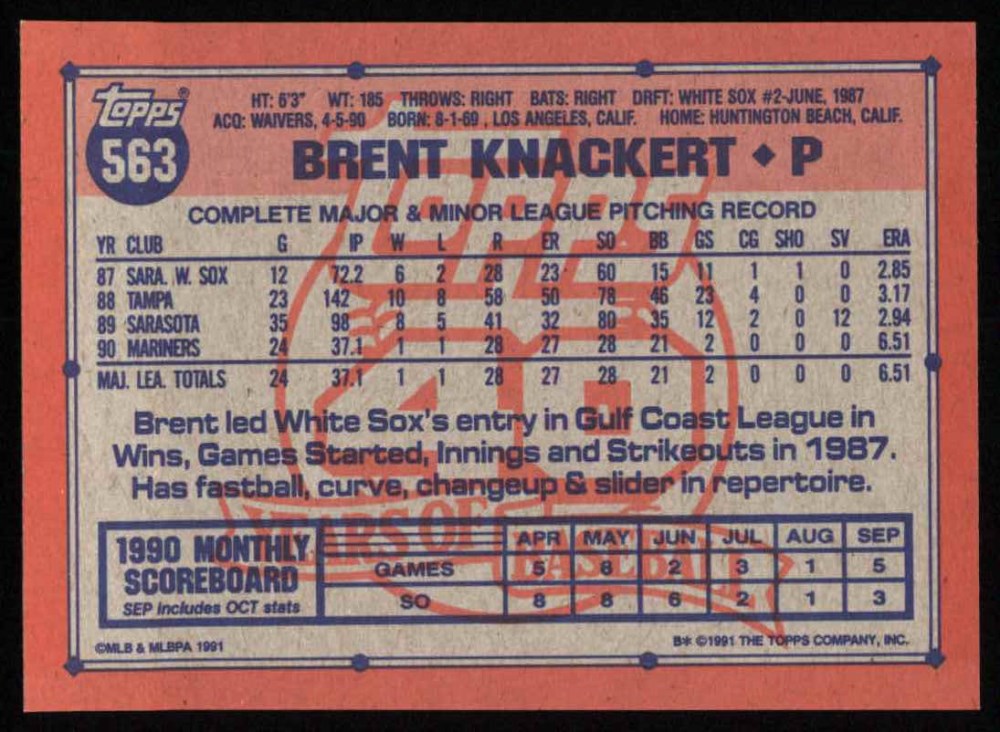 Topps®
563
HT: 6'3" WT: 185 THROWS: RIGHT BATS: RIGHT DRFT: WHITE SOX #2-JUNE, 1987
ACQ: WAIVERS, 4-5-90 BORN: 8-1-69 , LOS ANGELES, CALIF. HOME: HUNTINGTON BEACH, CALIF.
BRENT KNACKERT ◆ P
COMPLETE MAJOR & MINOR LEAGUE PITCHING RECORD
YR CLUB G IP W L R ER SO BB GS CG SHO SV ERA
87 SARA. W. SOX 12 72.2 6 2 28 23 60 15 11 1 1 0 2.85
88 TAMPA 23 142 10 8 58 50 78 46 23 4 0 0 3.17
89 SARASOTA 35 98 8 5 41 32 80 35 12 2 0 12 2.94
90 MARINERS 24 37.1 1 1 28 27 28 21 2 0 0 0 6.51
MAJ. LEA. TOTALS 24 37.1 1 1 28 27 28 21 2 0 0 0 6.51
Topps
40
Brent led White Sox's entry in Gulf Coast League in
Wins, Games Started, Innings and Strikeouts in 1987.
Has fastball, curve, changeup & slider in repertoire.
YEARS OF
BASEBALL
1990 MONTHLY
SCOREBOARD
SEP includes OCT stats
APR MAY JUN JUL AUG SEP
GAMES 5 8 2 3 1 5
SO 8 8 6 2 1 3
©MLB & MLBPA 1991
B* ©1991 THE TOPPS COMPANY, INC.